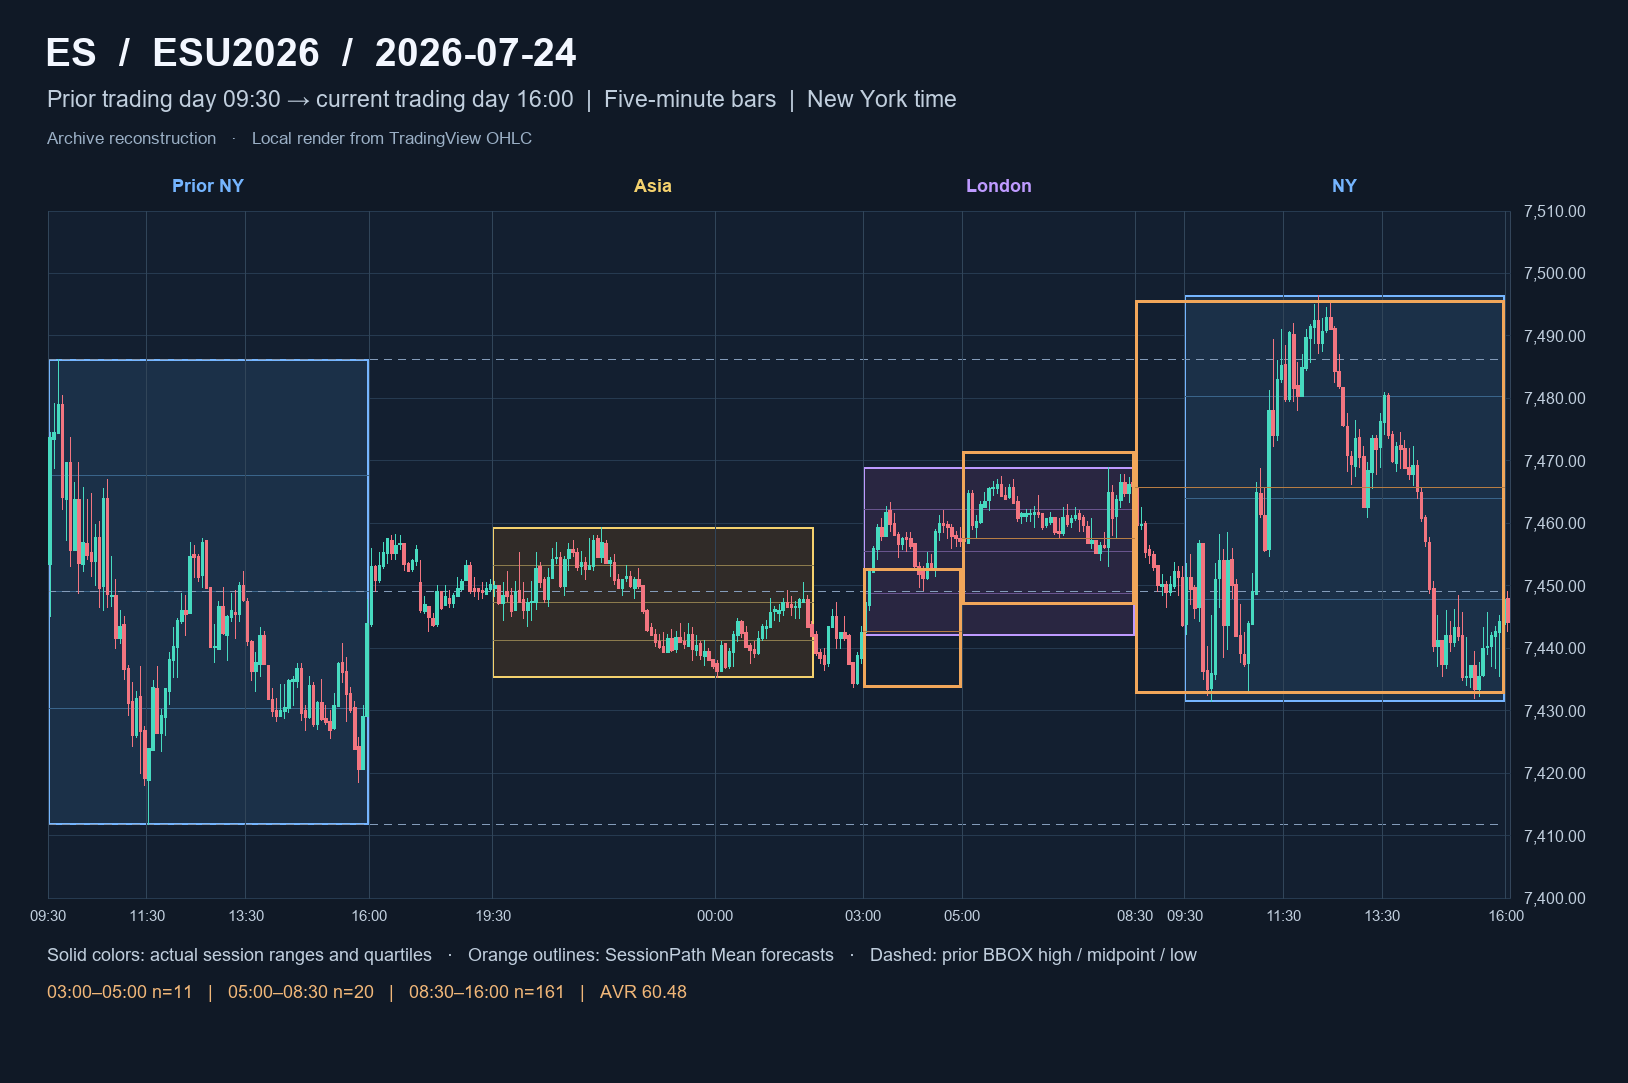 ES / ESU2026 / 2026-07-24
Prior trading day 09:30 → current trading day 16:00 | Five-minute bars | New York time
Archive reconstruction · Local render from TradingView OHLC
Prior NY Asia London NY
7,510.00
7,500.00
7,490.00
7,480.00
7,470.00
7,460.00
7,450.00
7,440.00
7,430.00
7,420.00
7,410.00
7,400.00
09:30 11:30 13:30 16:00 19:30 00:00 03:00 05:00 08:30 09:30 11:30 13:30 16:00
Solid colors: actual session ranges and quartiles · Orange outlines: SessionPath Mean forecasts · Dashed: prior BBOX high / midpoint / low
03:00–05:00 n=11 | 05:00–08:30 n=20 | 08:30–16:00 n=161 | AVR 60.48